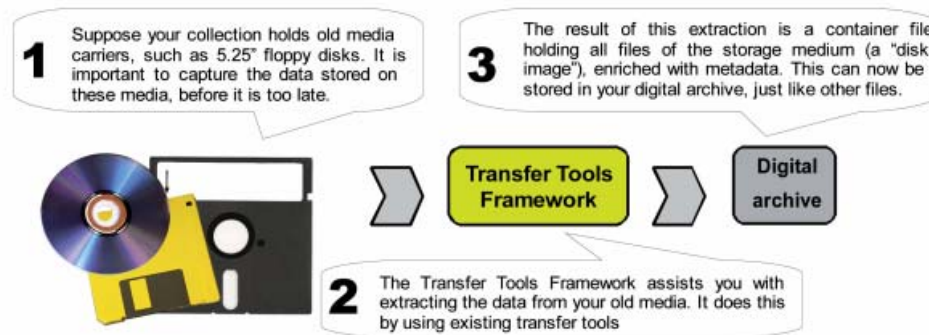 1
Suppose your collection holds old media
carriers, such as 5.25” floppy disks. It is
important to capture the data stored on
these media, before it is too late.
3
The result of this extraction is a container file
holding all files of the storage medium (a “disk
image”), enriched with metadata. This can now be
stored in your digital archive, just like other files.
Transfer Tools
Framework
Digital
archive
2
The Transfer Tools Framework assists you with
extracting the data from your old media. It does this
by using existing transfer tools